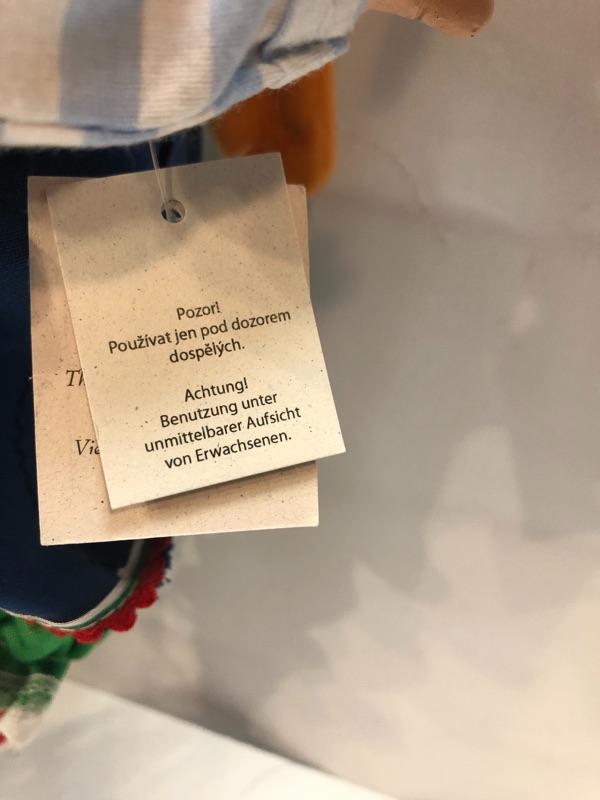 Pozor!
Používat jen pod dozorem
dospělých.
Achtung!
Benutzung unter
unmittelbarer Aufsicht
von Erwachsenen.